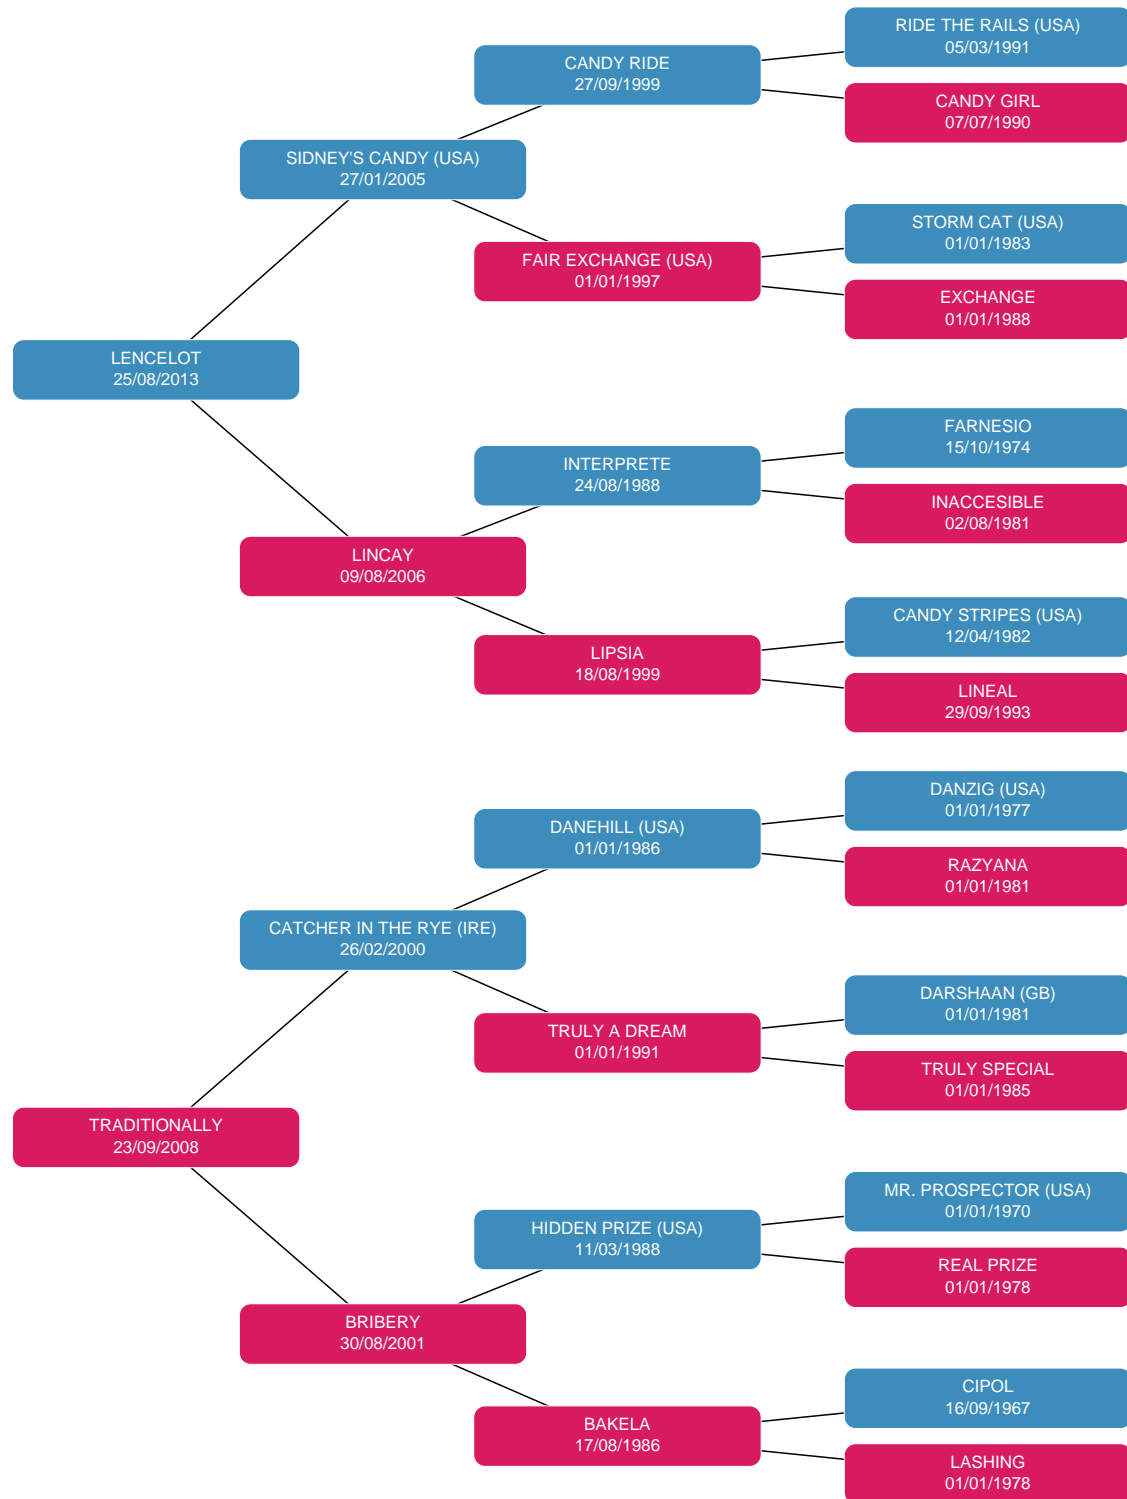 RIDE THE RAILS (USA)
05/03/1991
CANDY RIDE
27/09/1999
CANDY GIRL
07/07/1990
SIDNEY'S CANDY (USA)
27/01/2005
STORM CAT (USA)
01/01/1983
FAIR EXCHANGE (USA)
01/01/1997
EXCHANGE
01/01/1988
LENCELOT
25/08/2013
FARNESIO
15/10/1974
INTERPRETE
24/08/1988
INACCESIBLE
02/08/1981
LINCAY
09/08/2006
CANDY STRIPES (USA)
12/04/1982
LIPSIA
18/08/1999
LINEAL
29/09/1993
DANZIG (USA)
01/01/1977
DANEHILL (USA)
01/01/1986
RAZYANA
01/01/1981
CATCHER IN THE RYE (IRE)
26/02/2000
DARSHAAN (GB)
01/01/1981
TRULY A DREAM
01/01/1991
TRULY SPECIAL
01/01/1985
TRADITIONALLY
23/09/2008
MR. PROSPECTOR (USA)
01/01/1970
HIDDEN PRIZE (USA)
11/03/1988
REAL PRIZE
01/01/1978
BRIBERY
30/08/2001
CIPOL
16/09/1967
BAKELA
17/08/1986
LASHING
01/01/1978